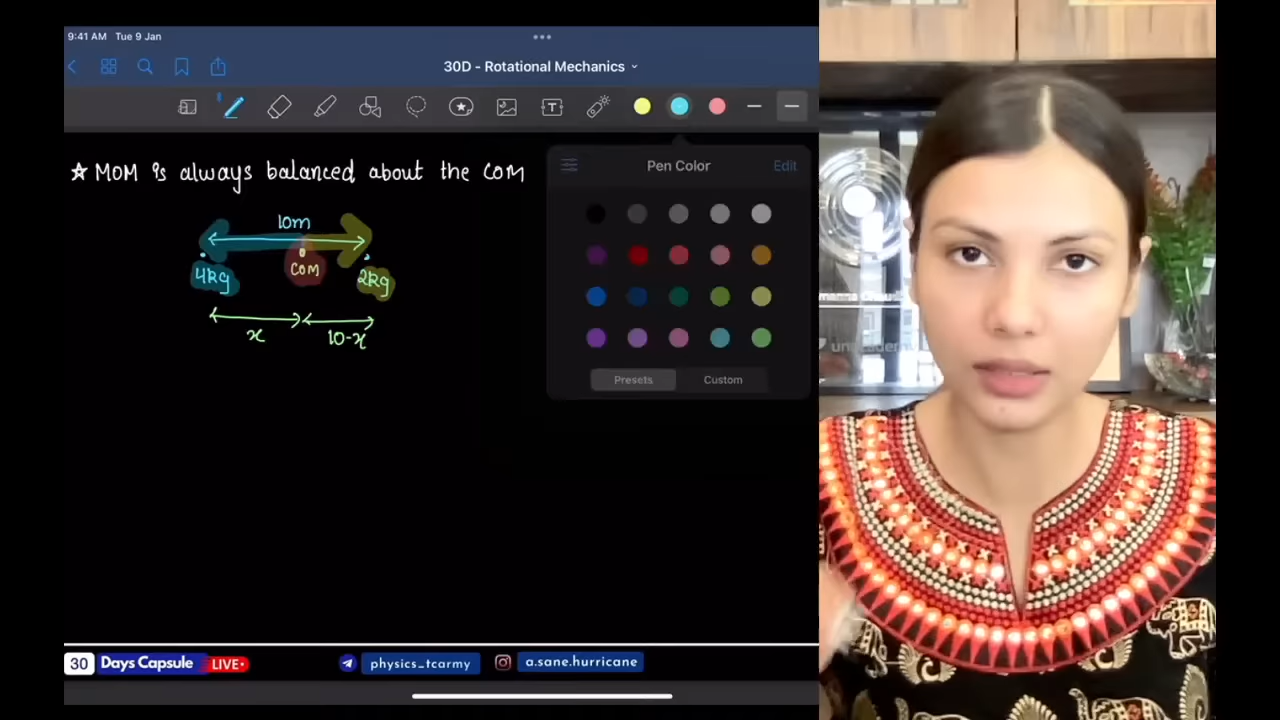 9:41 AM Tue 9 Jan
30D - Rotational Mechanics
☆ MOM is always balanced about the COM
10m
4kg COM 2kg
x 10-x
Pen Color Edit
Presets Custom
30 Days Capsule LIVE
physics_tcarmy a.sane.hurricane